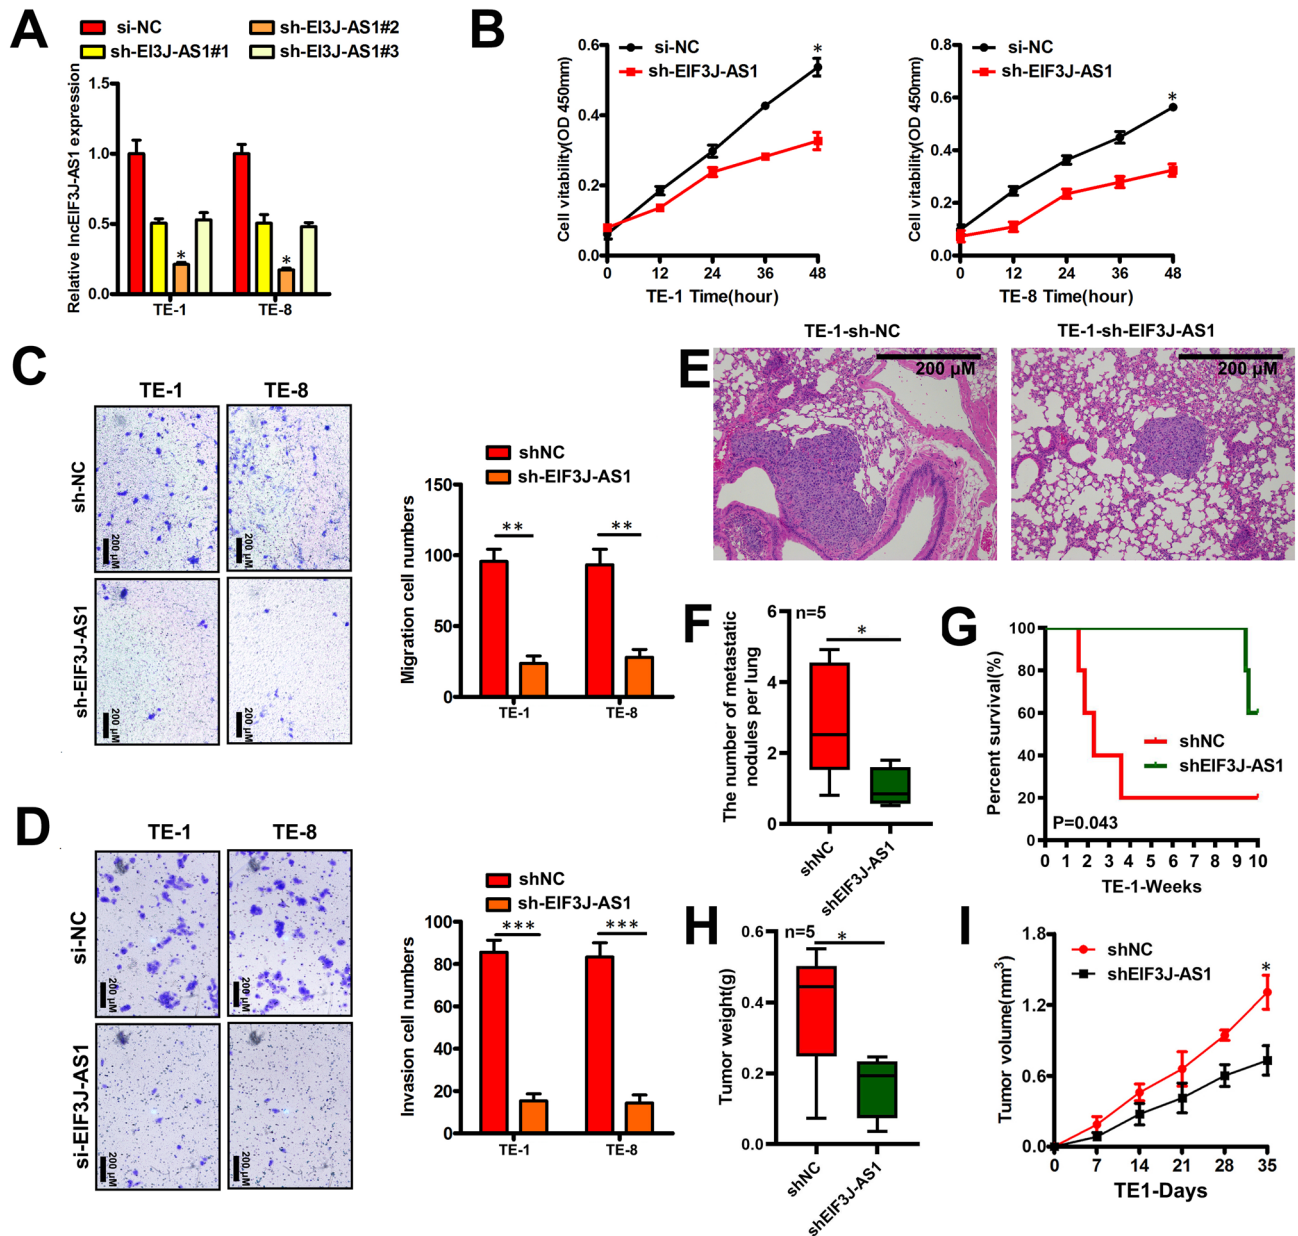 A
si-NC
sh-EI3J-AS1#2
sh-EI3J-AS1#1
sh-EI3J-AS1#3
Relative lncEIF3J-AS1 expression
1.5
1.0
0.5
0.0
*
*
TE-1
TE-8
B
si-NC
sh-EIF3J-AS1
Cell vitability(OD 450mm)
0.6
0.4
0.2
0.0
*
0 12 24 36 48
TE-1 Time(hour)
si-NC
sh-EIF3J-AS1
Cell vitability(OD 450mm)
0.8
0.6
0.4
0.2
0.0
*
0 12 24 36 48
TE-8 Time(hour)
C
TE-1
TE-8
sh-NC
sh-EIF3J-AS1
200 μM
200 μM
200 μM
200 μM
shNC
sh-EIF3J-AS1
Migration cell numbers
150
100
50
0
**
**
TE-1
TE-8
D
TE-1
TE-8
si-NC
si-EIF3J-AS1
200 μM
200 μM
200 μM
200 μM
shNC
sh-EIF3J-AS1
Invasion cell numbers
100
80
60
40
20
0
***
***
TE-1
TE-8
E
TE-1-sh-NC
TE-1-sh-EIF3J-AS1
200 μM
200 μM
F
n=5
*
The number of metastatic
nodules per lung
6
4
2
0
shNC
shEIF3J-AS1
G
Percent survival(%)
100
80
60
40
20
0
shNC
shEIF3J-AS1
P=0.043
0 1 2 3 4 5 6 7 8 9 10
TE-1-Weeks
H
n=5
*
Tumor weight(g)
0.6
0.4
0.2
0.0
shNC
shEIF3J-AS1
I
shNC
shEIF3J-AS1
Tumor volume(mm³)
1.8
1.2
0.6
0.0
*
0 7 14 21 28 35
TE1-Days